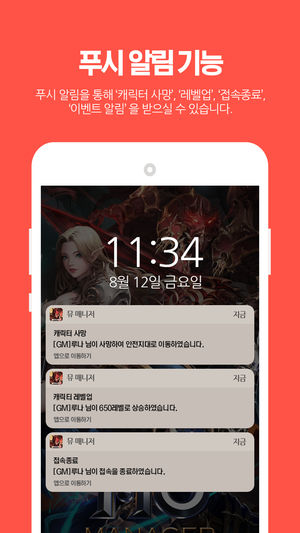 푸시 알림 기능
푸시 알림을 통해 '캐릭터 사망', '레벨업', '접속종료',
'이벤트 알림' 을 받으실 수 있습니다.
11:34
8월 12일 금요일
뮤 매니저 지금
캐릭터 사망
[GM]루나 님이 사망하여 안전지대로 이동하였습니다.
앱으로 이동하기
뮤 매니저 지금
캐릭터 레벨업
[GM]루나 님이 650레벨로 상승하였습니다.
앱으로 이동하기
뮤 매니저 지금
접속종료
[GM]루나 님이 접속을 종료하였습니다.
앱으로 이동하기
MU
MANAGER